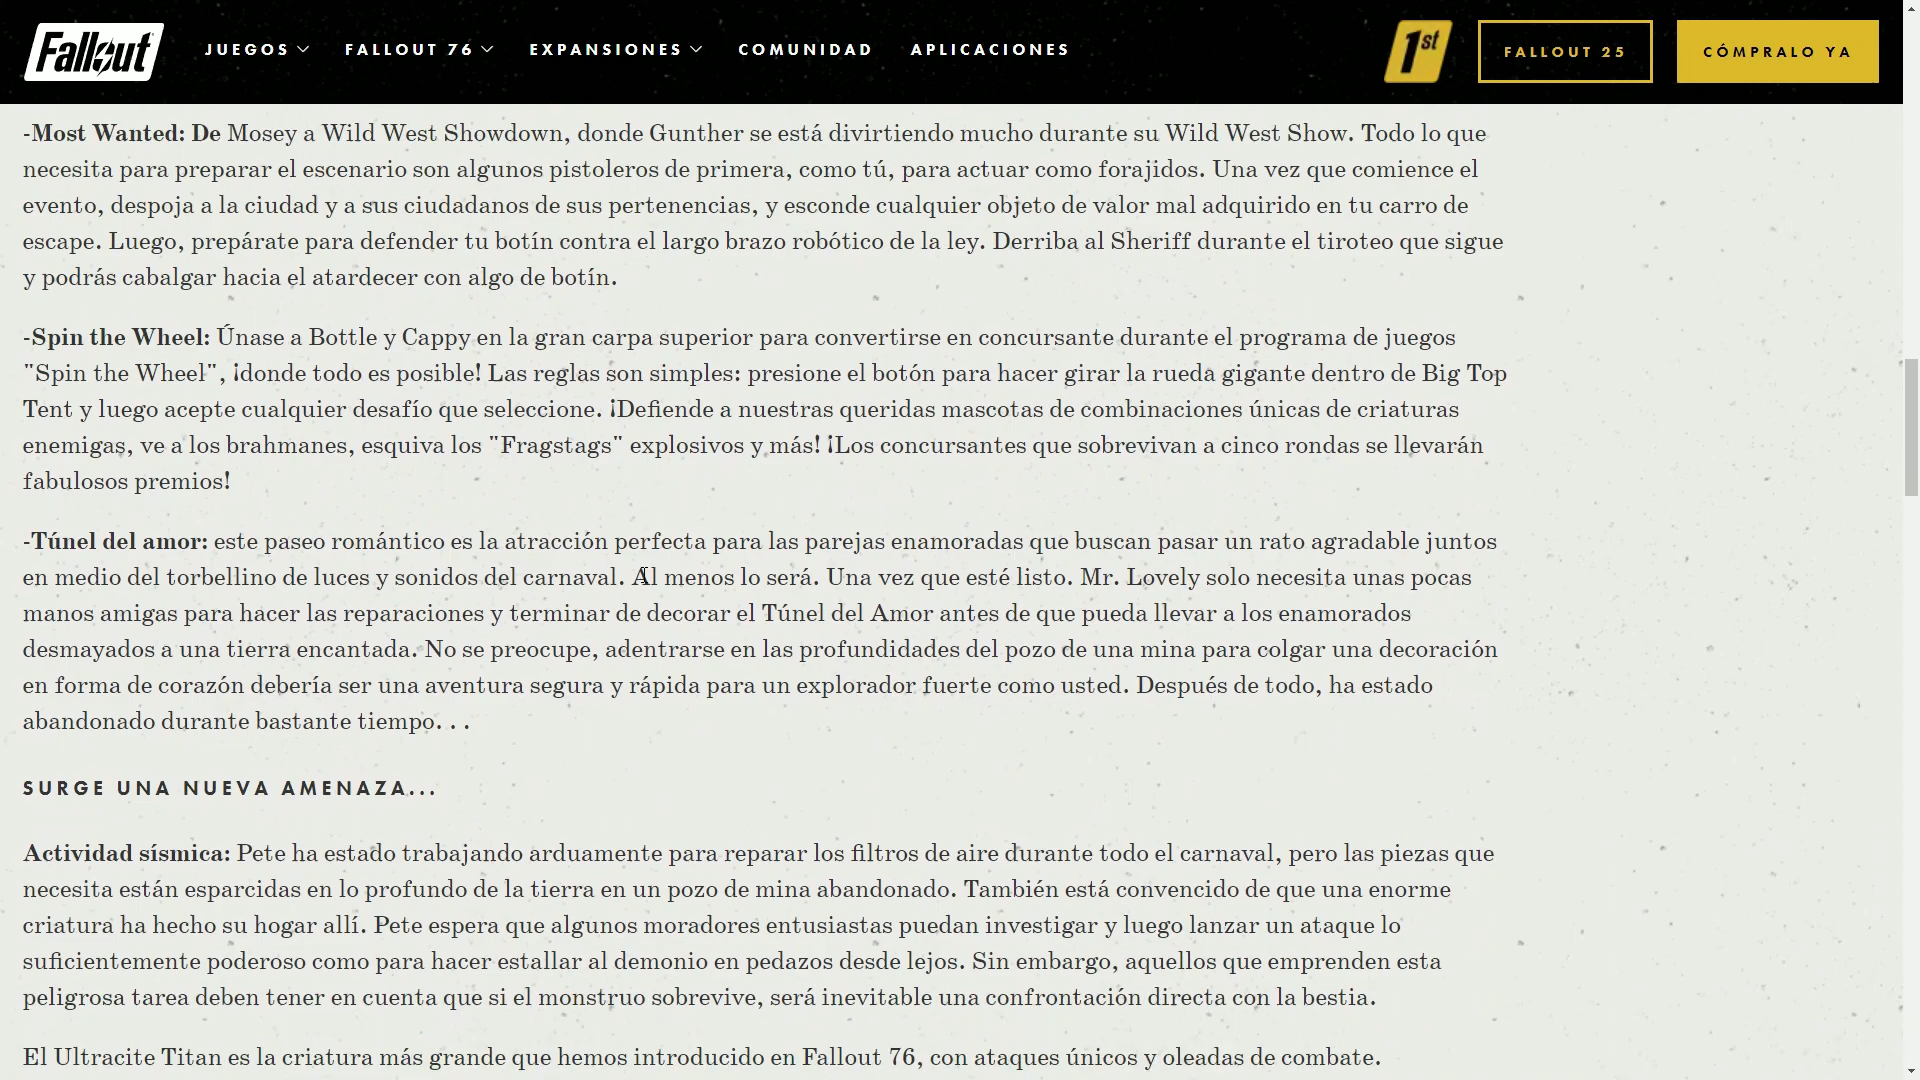 Fallout
JUEGOS
FALLOUT 76
EXPANSIONES
COMUNIDAD
APLICACIONES
1st
FALLOUT 25
CÓMPRALO YA
-Most Wanted: De Mosey a Wild West Showdown, donde Gunther se está divirtiendo mucho durante su Wild West Show. Todo lo que
necesita para preparar el escenario son algunos pistoleros de primera, como tú, para actuar como forajidos. Una vez que comience el
evento, despoja a la ciudad y a sus ciudadanos de sus pertenencias, y esconde cualquier objeto de valor mal adquirido en tu carro de
escape. Luego, prepárate para defender tu botín contra el largo brazo robótico de la ley. Derriba al Sheriff durante el tiroteo que sigue
y podrás cabalgar hacia el atardecer con algo de botín.
-Spin the Wheel: Únase a Bottle y Cappy en la gran carpa superior para convertirse en concursante durante el programa de juegos
"Spin the Wheel", ¡donde todo es posible! Las reglas son simples: presione el botón para hacer girar la rueda gigante dentro de Big Top
Tent y luego acepte cualquier desafío que seleccione. ¡Defiende a nuestras queridas mascotas de combinaciones únicas de criaturas
enemigas, ve a los brahmanes, esquiva los "Fragstags" explosivos y más! ¡Los concursantes que sobrevivan a cinco rondas se llevarán
fabulosos premios!
-Túnel del amor: este paseo romántico es la atracción perfecta para las parejas enamoradas que buscan pasar un rato agradable juntos
en medio del torbellino de luces y sonidos del carnaval. Al menos lo será. Una vez que esté listo. Mr. Lovely solo necesita unas pocas
manos amigas para hacer las reparaciones y terminar de decorar el Túnel del Amor antes de que pueda llevar a los enamorados
desmayados a una tierra encantada. No se preocupe, adentrarse en las profundidades del pozo de una mina para colgar una decoración
en forma de corazón debería ser una aventura segura y rápida para un explorador fuerte como usted. Después de todo, ha estado
abandonado durante bastante tiempo. . .
SURGE UNA NUEVA AMENAZA...
Actividad sísmica: Pete ha estado trabajando arduamente para reparar los filtros de aire durante todo el carnaval, pero las piezas que
necesita están esparcidas en lo profundo de la tierra en un pozo de mina abandonado. También está convencido de que una enorme
criatura ha hecho su hogar allí. Pete espera que algunos moradores entusiastas puedan investigar y luego lanzar un ataque lo
suficientemente poderoso como para hacer estallar al demonio en pedazos desde lejos. Sin embargo, aquellos que emprenden esta
peligrosa tarea deben tener en cuenta que si el monstruo sobrevive, será inevitable una confrontación directa con la bestia.
El Ultracite Titan es la criatura más grande que hemos introducido en Fallout 76, con ataques únicos y oleadas de combate.